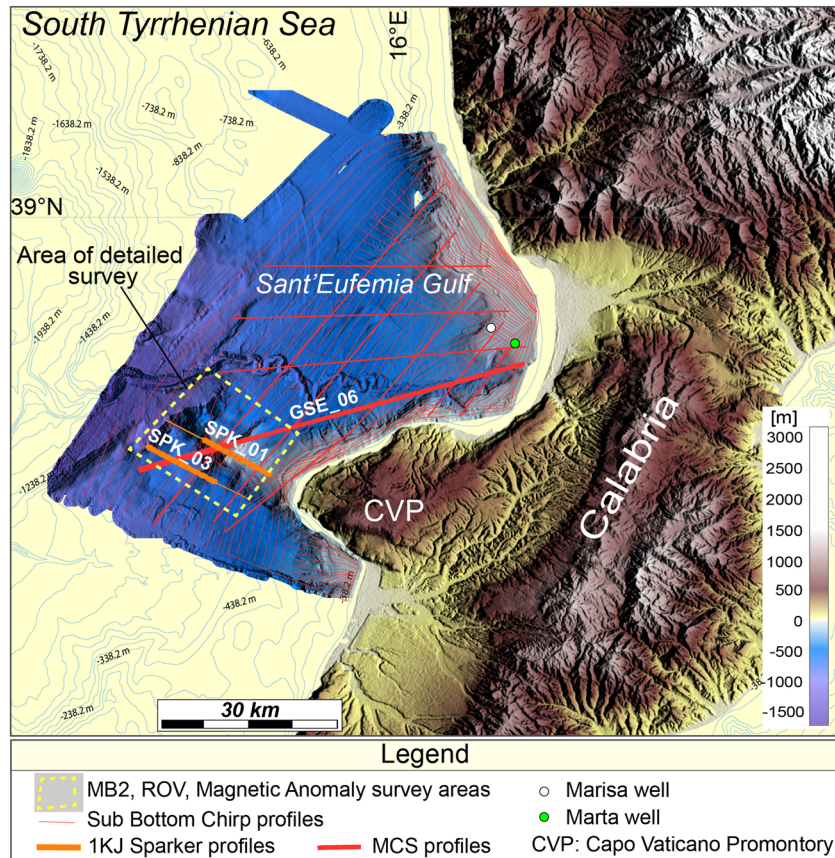 South Tyrrhenian Sea
16°E
-1738.2 m
-638.2 m
-738.2 m
-738.2 m
-338.2 m
-1638.2 m
-838.2 m
-1838.2 m
-1538.2 m
39°N
Area of detailed
survey
Sant'Eufemia Gulf
-1938.2 m
-1438.2 m
GSE_06
SPK_01
SPK_03
-1238.2 m
CVP
Calabria
[m]
3000
2000
1500
1000
500
0
-500
-1000
-1500
-38.2 m
-438.2 m
-338.2 m
-238.2 m
30 km
Legend
MB2, ROV, Magnetic Anomaly survey areas
Marisa well
Sub Bottom Chirp profiles
Marta well
1KJ Sparker profiles
MCS profiles
CVP: Capo Vaticano Promontory